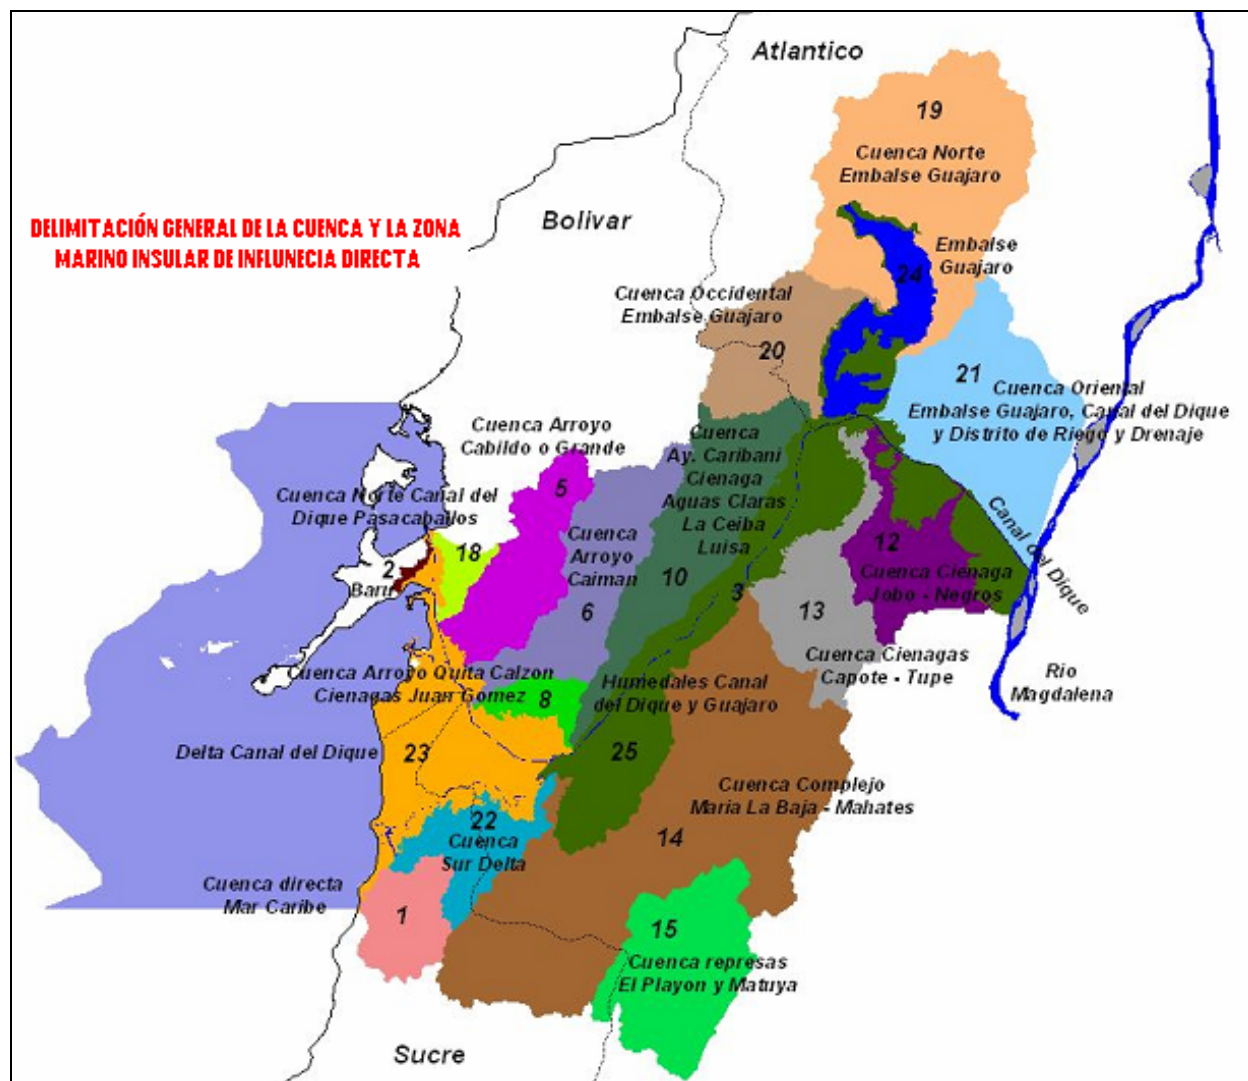 Atlantico
19
Cuenca Norte
Embalse Guajaro
DELIMITACIÓN GENERAL DE LA CUENCA Y LA ZONA
MARINO INSULAR DE INFLUNECIA DIRECTA
Bolivar
Embalse
Guajaro
24
Cuenca Occidental
Embalse Guajaro
20
21
Cuenca Oriental
Embalse Guajaro, Canal del Dique
y Distrito de Riego y Drenaje
Cuenca Arroyo
Cabildo o Grande
5
Cuenca
Ay. Caribani
Cienaga
Aguas Claras
La Ceiba
Luisa
10
Cuenca Norte Canal del
Dique Pasacaballos
18
Cuenca
Arroyo
Caiman
6
Canal del Dique
12
Cuenca Cienaga
Jobo - Negros
2
Baru
3
13
Cuenca Cienagas
Capote - Tupe
Rio
Magdalena
Cuenca Arroyo Quita Calzon
Cienagas Juan Gomez
8
Humedales Canal
del Dique y Guajaro
25
Delta Canal del Dique
23
Cuenca Complejo
Maria La Baja - Mahates
14
22
Cuenca
Sur Delta
Cuenca directa
Mar Caribe
1
15
Cuenca represas
El Playon y Matuya
Sucre